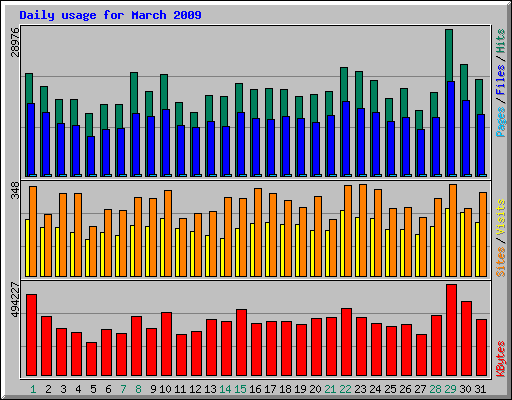 Daily usage for March 2009
28976
Pages / Files / Hits
348
Sites / Visits
494227
KBytes
1 2 3 4 5 6 7 8 9 10 11 12 13 14 15 16 17 18 19 20 21 22 23 24 25 26 27 28 29 30 31